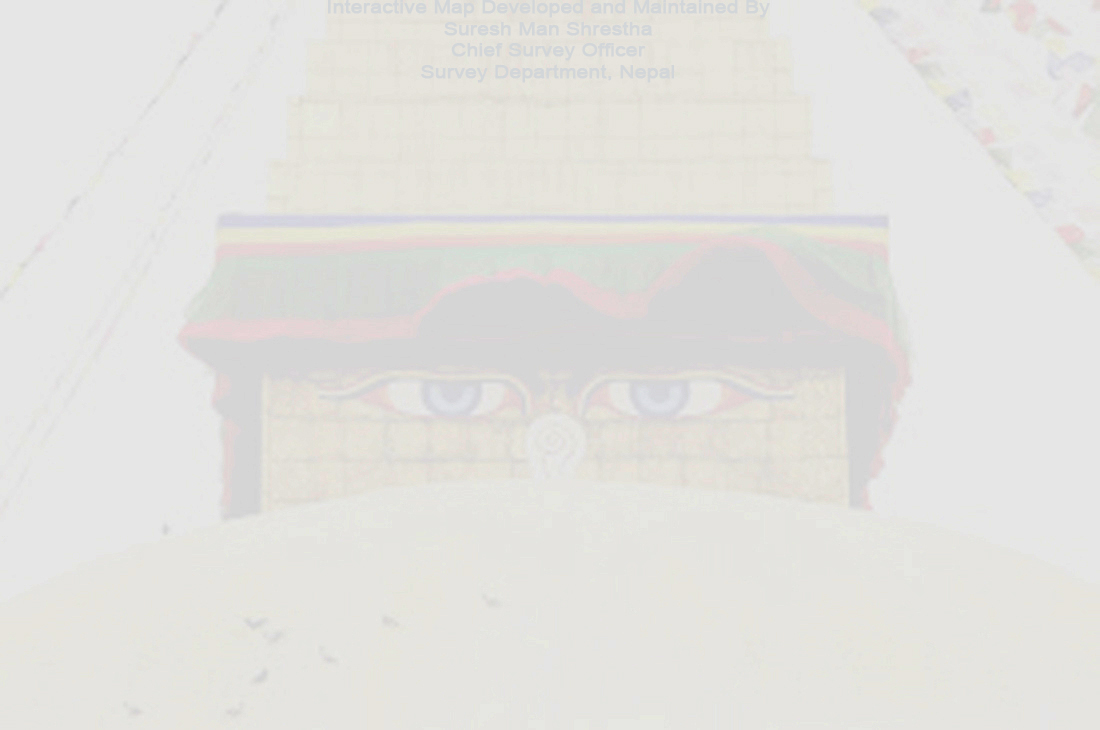 Interactive Map Developed and Maintained By
Suresh Man Shrestha
Chief Survey Officer
Survey Department, Nepal